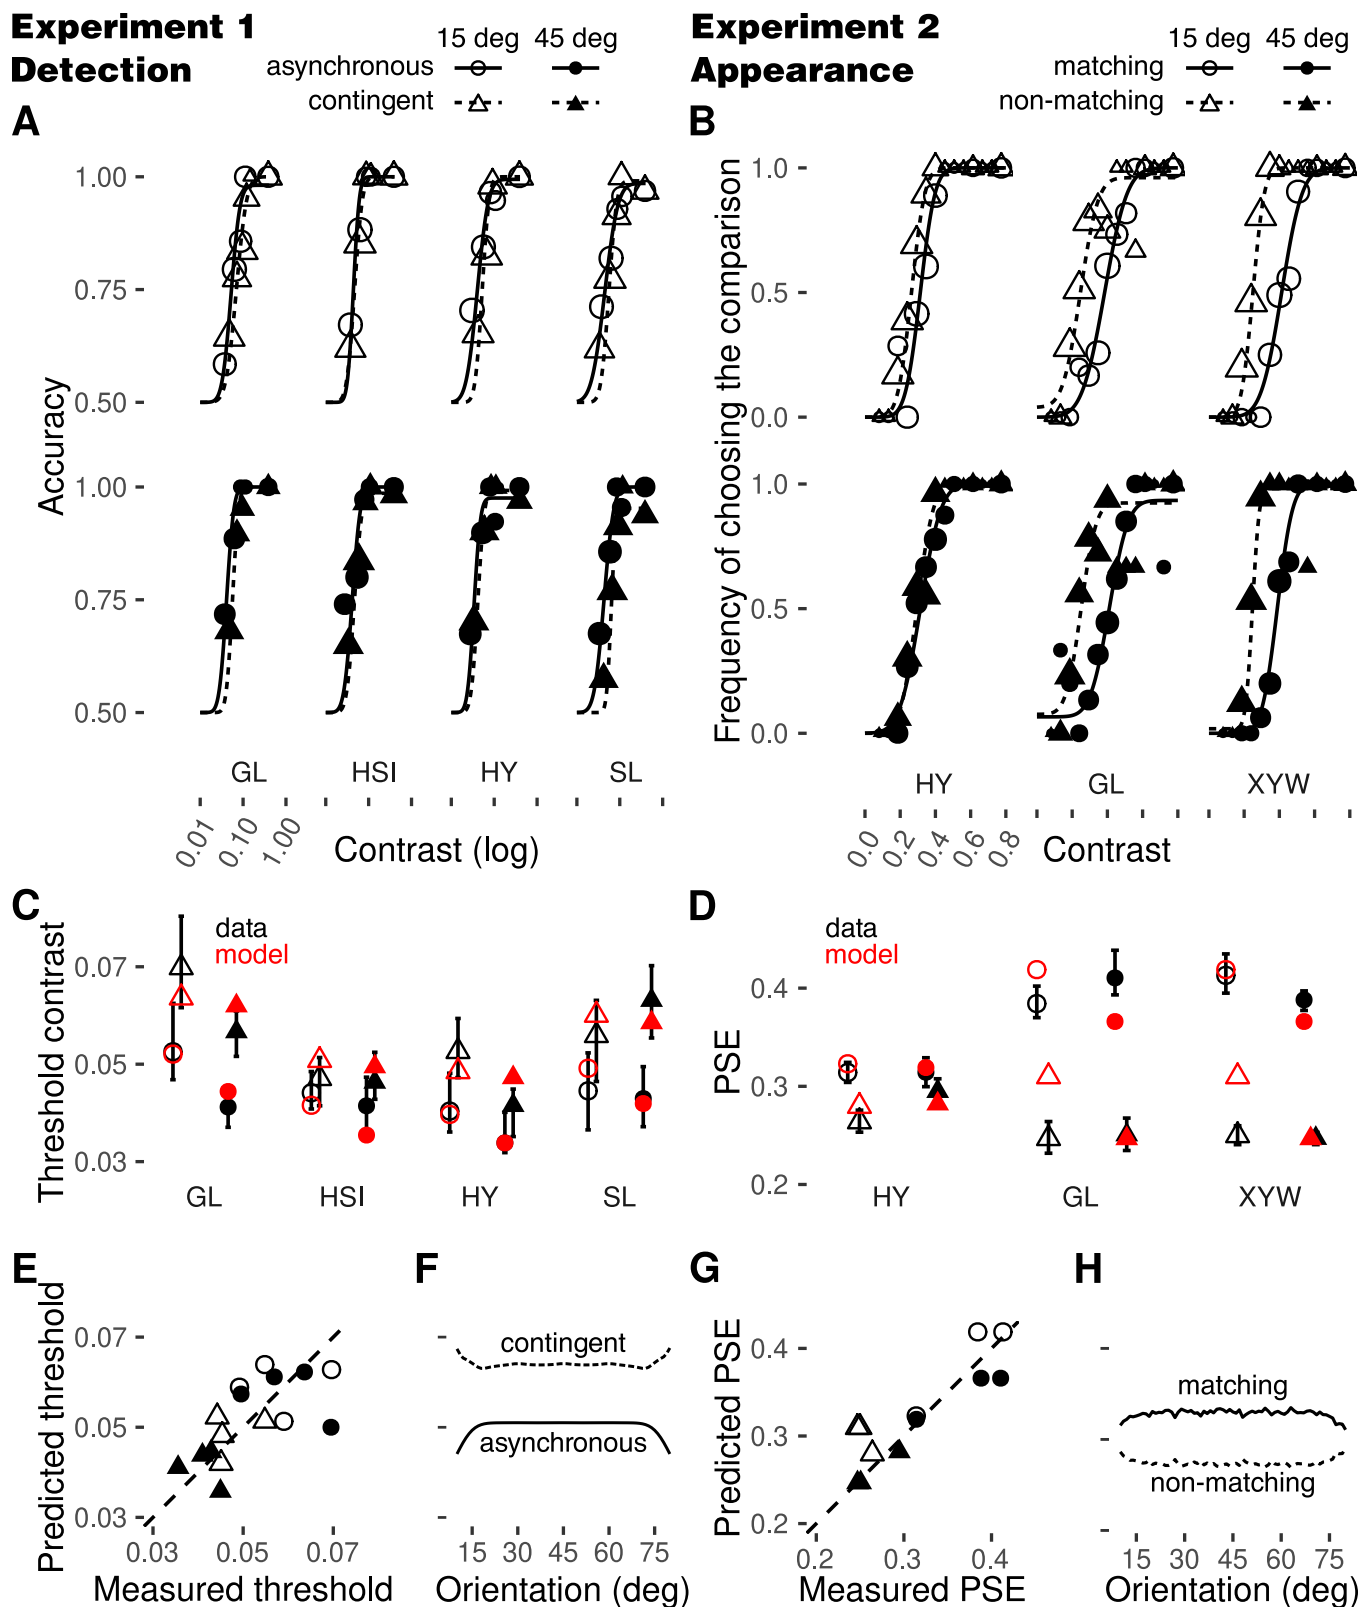 Experiment 1
Detection
15 deg 45 deg
asynchronous
contingent
Experiment 2
Appearance
15 deg 45 deg
matching
non-matching
A
Accuracy
1.00
0.75
0.50
1.00
0.75
0.50
GL HSI HY SL
0.01 0.10 1.00
Contrast (log)
B
Frequency of choosing the comparison
1.0
0.5
0.0
1.0
0.5
0.0
HY GL XYW
0.0 0.2 0.4 0.6 0.8
Contrast
C
Threshold contrast
data
model
0.07
0.05
0.03
GL HSI HY SL
D
PSE
data
model
0.4
0.3
0.2
HY GL XYW
E
Predicted threshold
0.07
0.05
0.03
0.03 0.05 0.07
Measured threshold
F
contingent
asynchronous
15 30 45 60 75
Orientation (deg)
G
Predicted PSE
0.4
0.3
0.2
0.2 0.3 0.4
Measured PSE
H
matching
non-matching
15 30 45 60 75
Orientation (deg)